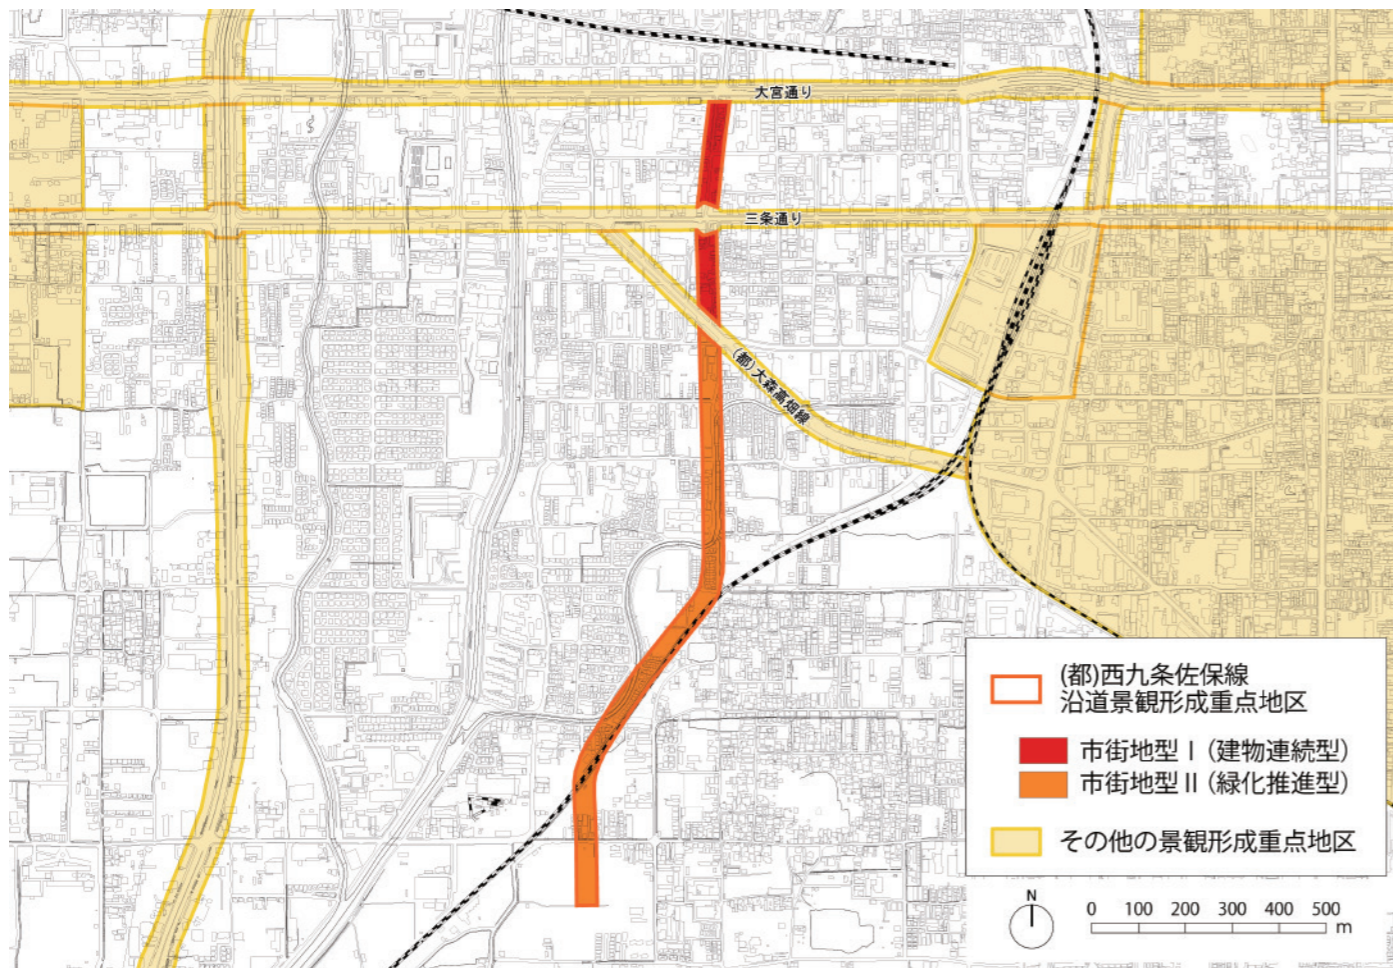 大宮通り
三条通り
(都)大森高畑線
(都)西九条佐保線
沿道景観形成重点地区
市街地型Ⅰ(建物連続型)
市街地型Ⅱ(緑化推進型)
その他の景観形成重点地区
N
0 100 200 300 400 500
m